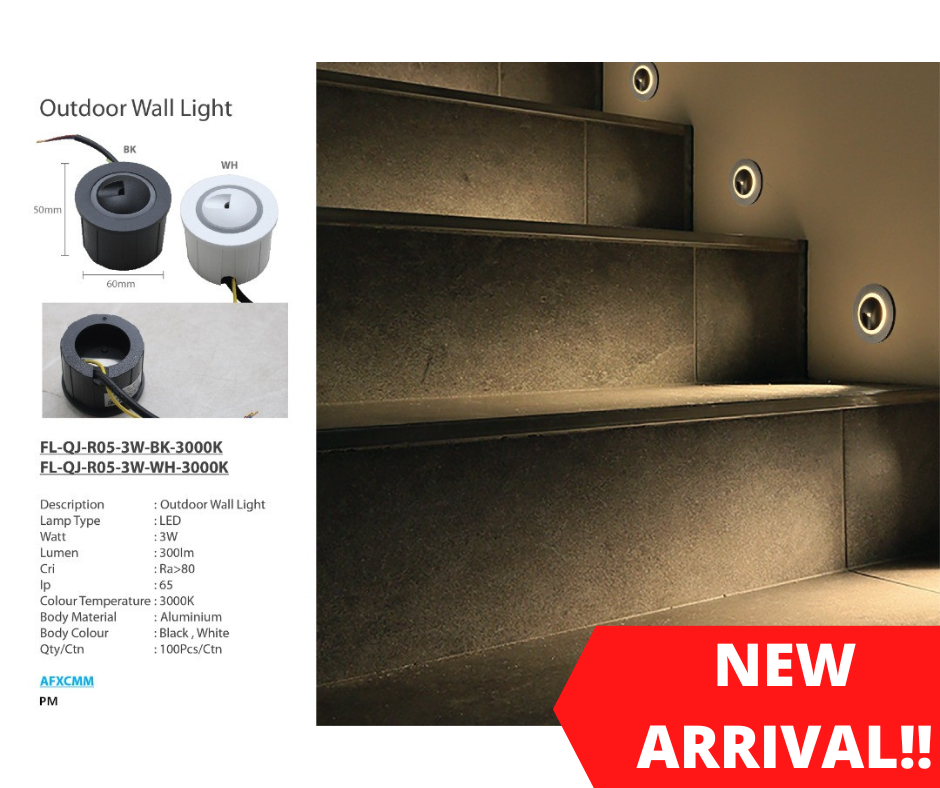 Outdoor Wall Light
BK
WH
50mm
60mm
FL-QJ-R05-3W-BK-3000K
FL-QJ-R05-3W-WH-3000K
Description : Outdoor Wall Light
Lamp Type : LED
Watt : 3W
Lumen : 300lm
Cri : Ra>80
Ip : 65
Colour Temperature : 3000K
Body Material : Aluminium
Body Colour : Black , White
Qty/Ctn : 100Pcs/Ctn
AFXCMM
PM
NEW
ARRIVAL!!